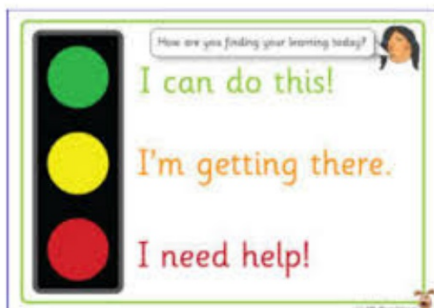 How are you finding your learning today?
I can do this!
I'm getting there.
I need help!